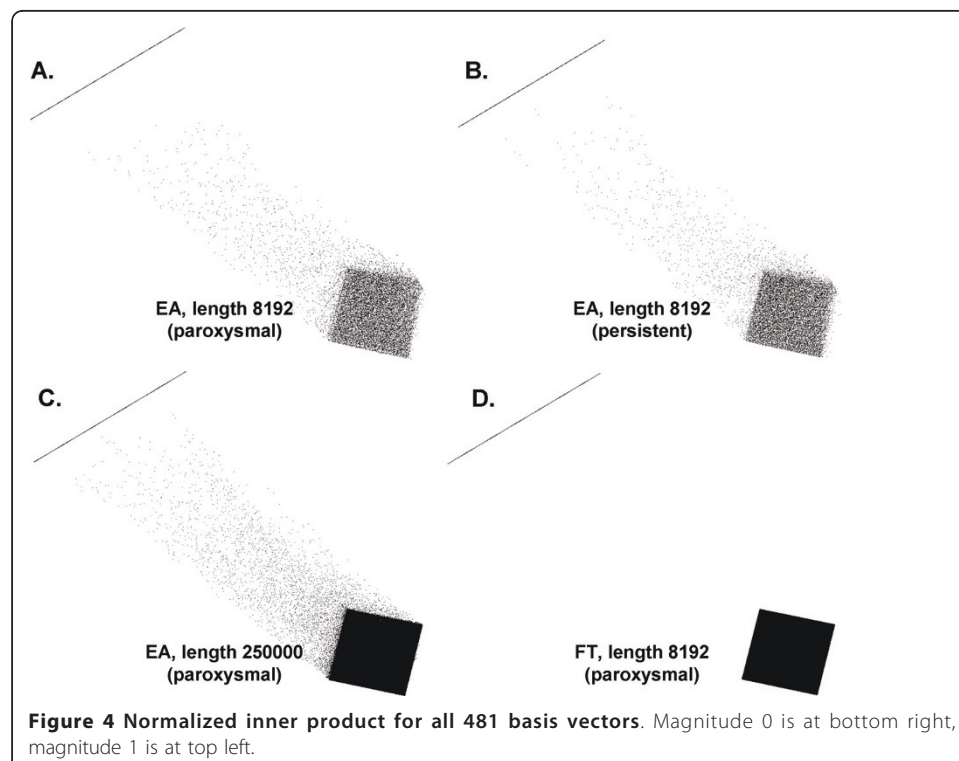 A.
B.
EA, length 8192
(paroxysmal)
EA, length 8192
(persistent)
C.
D.
EA, length 250000
(paroxysmal)
FT, length 8192
(paroxysmal)
Figure 4 Normalized inner product for all 481 basis vectors. Magnitude 0 is at bottom right,
magnitude 1 is at top left.